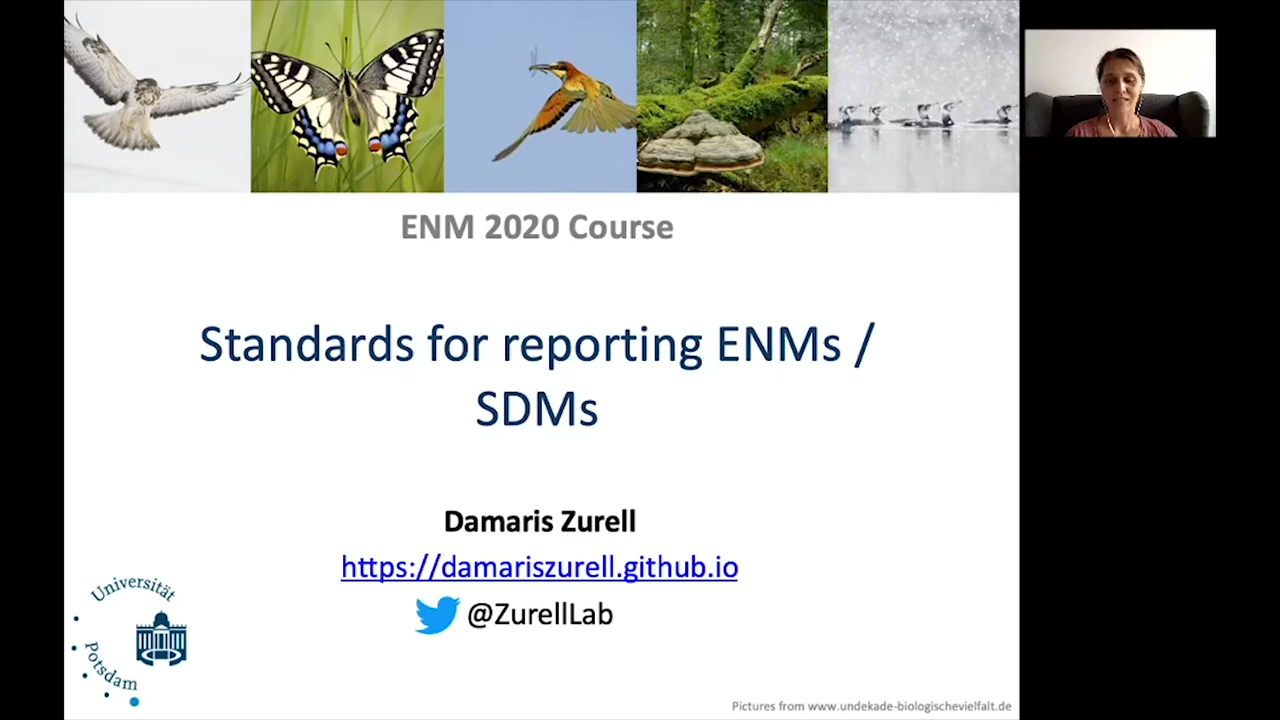 ENM 2020 Course
Standards for reporting ENMs /
SDMs
Damaris Zurell
https://damariszurell.github.io
@ZurellLab
Universität
Potsdam
Pictures from www.undekade-biologischevielfalt.de